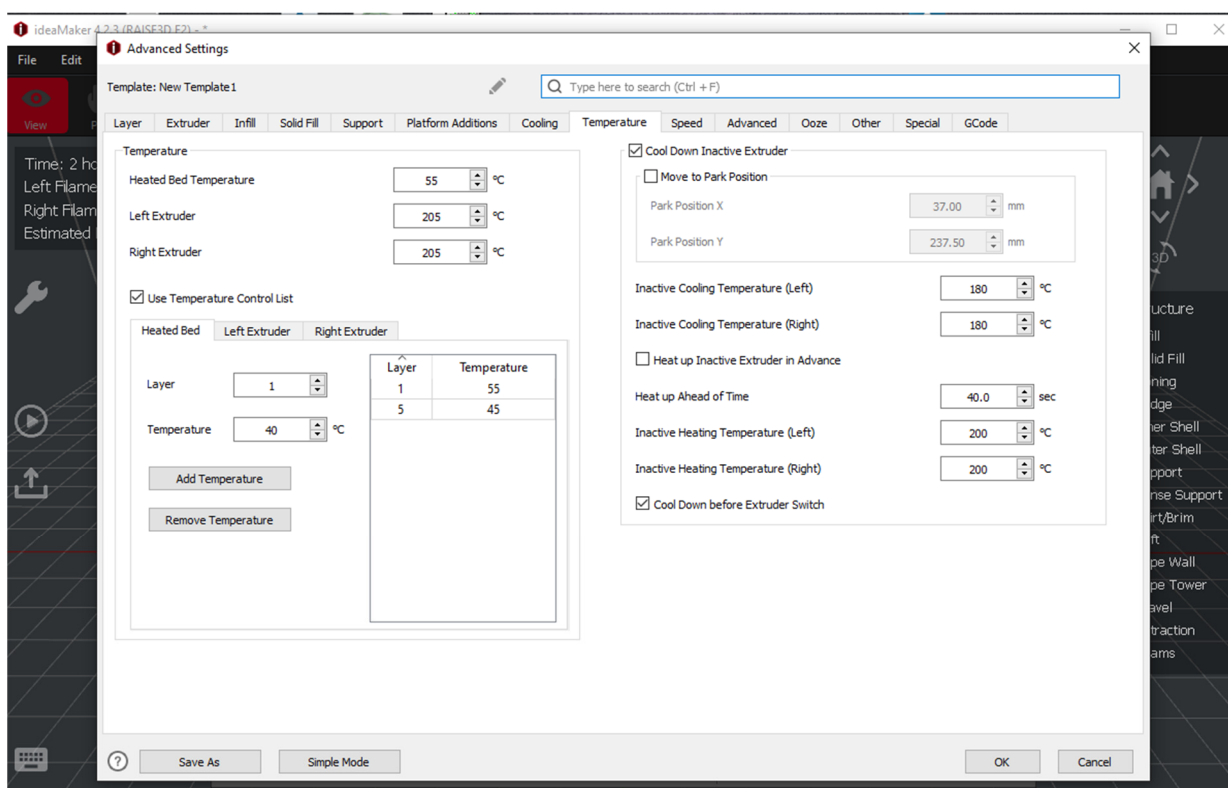 ideaMaker 4.2.3 (RAISE3D E2) - *
File Edit
View
Time: 2 ho
Left Filame
Right Filam
Estimated
Advanced Settings
Template: New Template1
Type here to search (Ctrl + F)
Layer Extruder Infill Solid Fill Support Platform Additions Cooling Temperature Speed Advanced Ooze Other Special GCode
Temperature
Heated Bed Temperature 55 °C
Left Extruder 205 °C
Right Extruder 205 °C
Use Temperature Control List
Heated Bed Left Extruder Right Extruder
Layer 1
Temperature 40 °C
Add Temperature
Remove Temperature
Layer Temperature
1 55
5 45
Cool Down Inactive Extruder
Move to Park Position
Park Position X 37.00 mm
Park Position Y 237.50 mm
Inactive Cooling Temperature (Left) 180 °C
Inactive Cooling Temperature (Right) 180 °C
Heat up Inactive Extruder in Advance
Heat up Ahead of Time 40.0 sec
Inactive Heating Temperature (Left) 200 °C
Inactive Heating Temperature (Right) 200 °C
Cool Down before Extruder Switch
Save As Simple Mode OK Cancel
3D
ucture
fill
lid Fill
ning
dge
ner Shell
ter Shell
pport
nse Support
irt/Brim
ft
pe Wall
pe Tower
avel
traction
ams